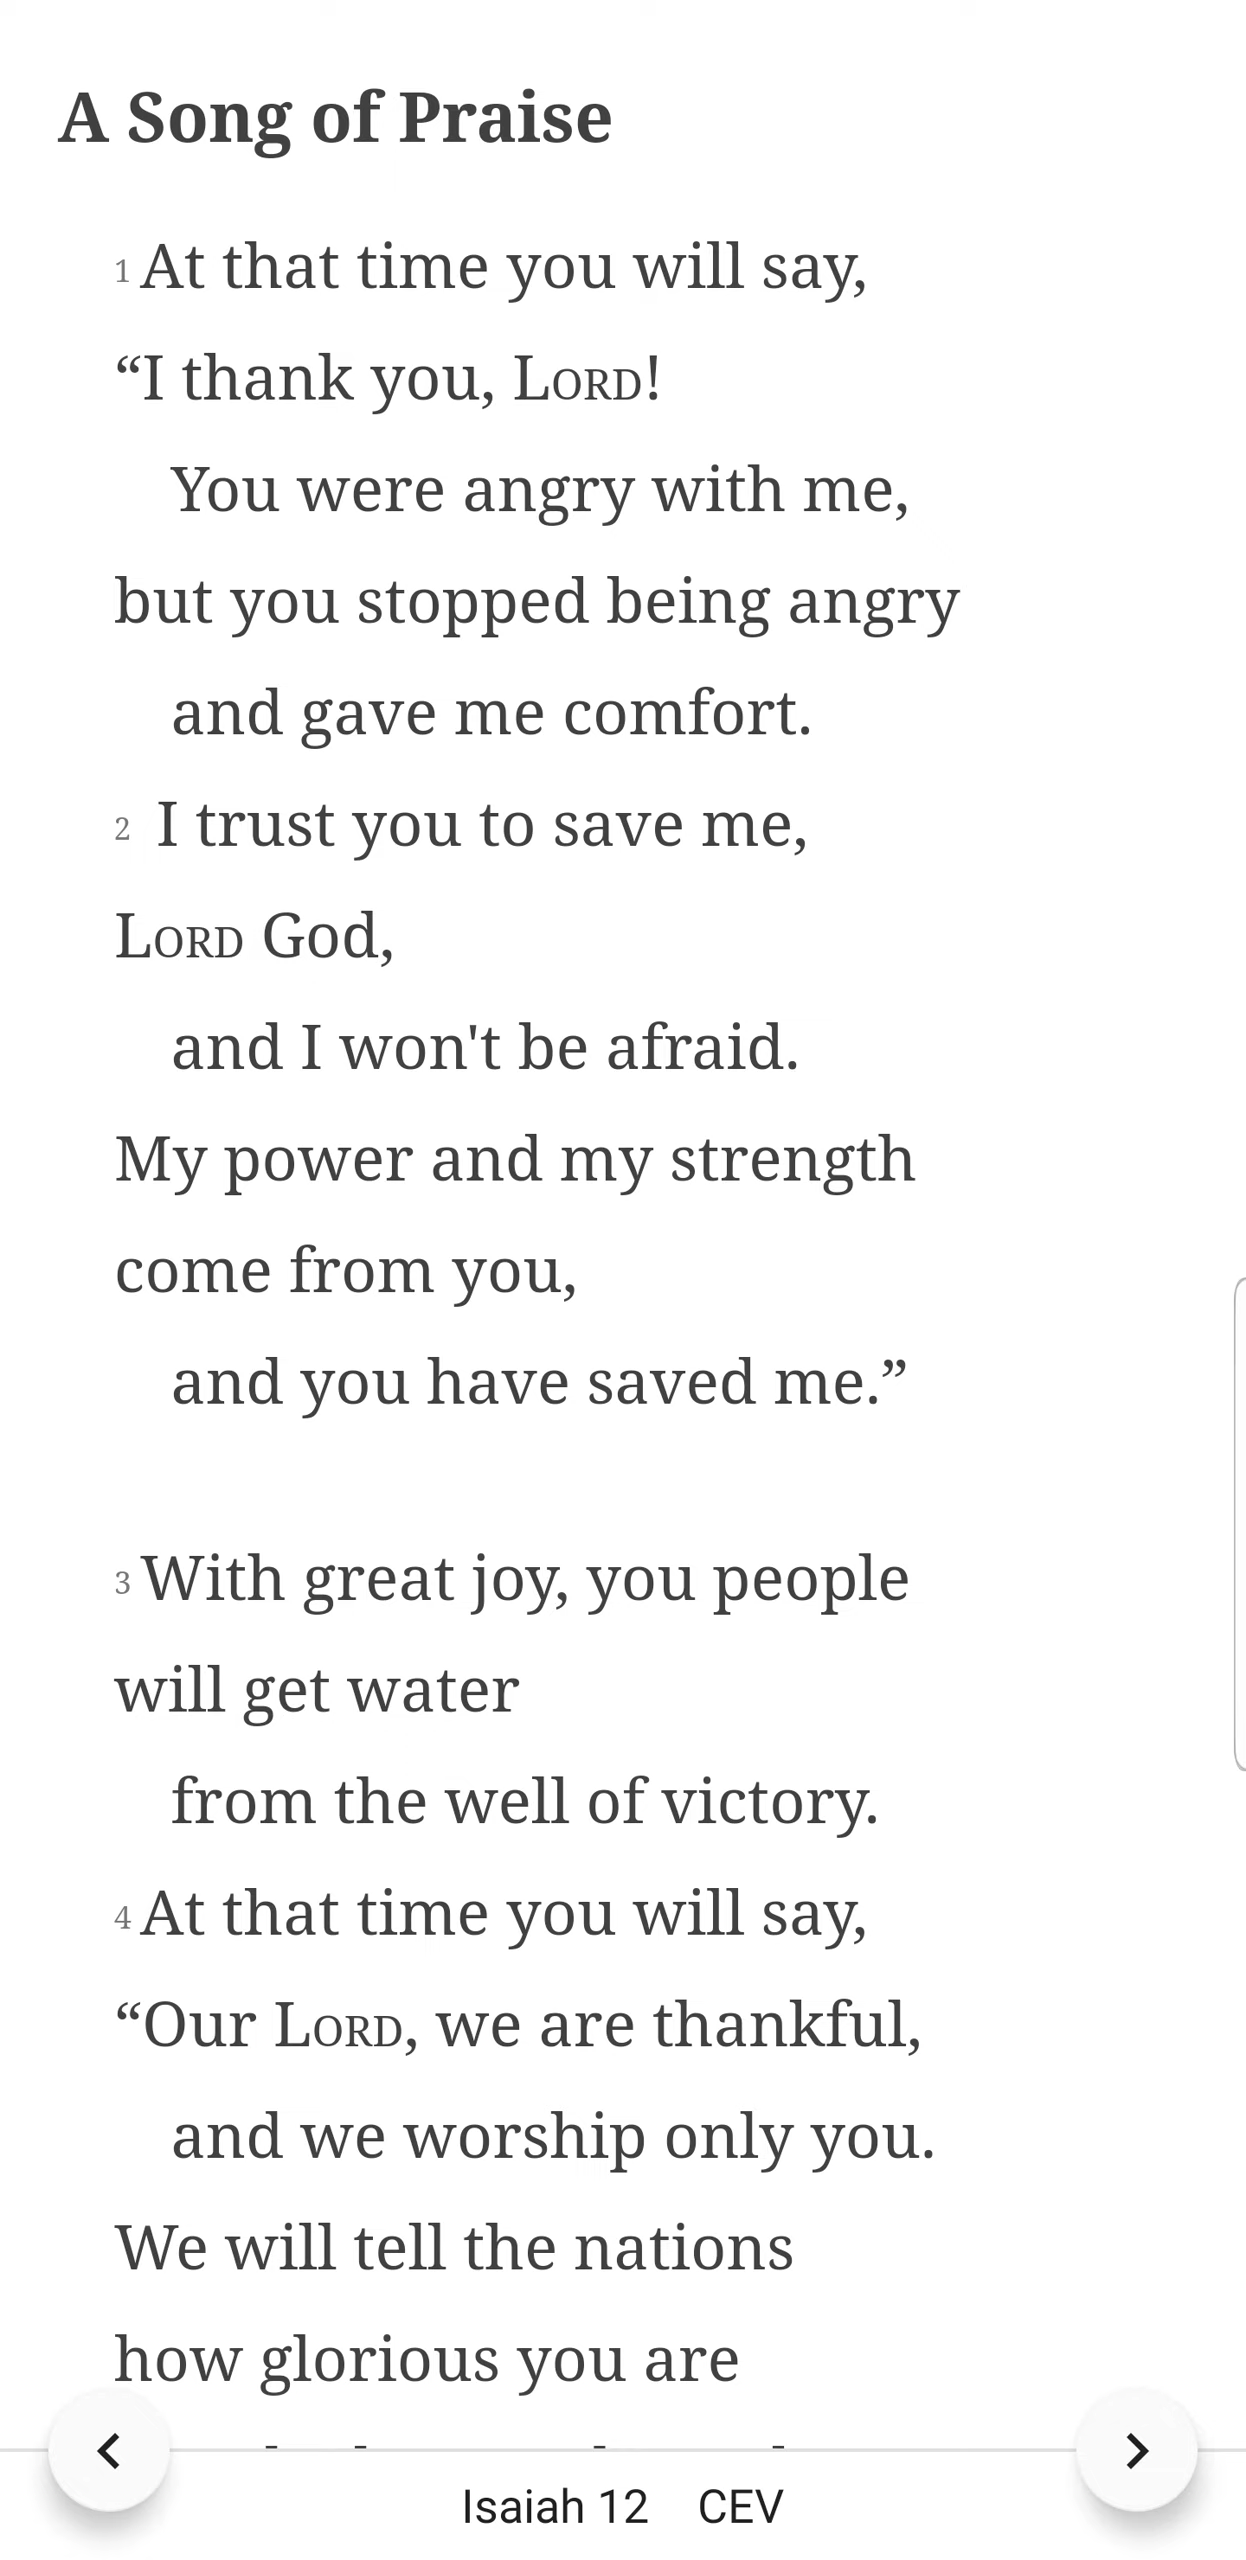 A Song of Praise
1 At that time you will say,
“I thank you, LORD!
You were angry with me,
but you stopped being angry
and gave me comfort.
2 I trust you to save me,
LORD God,
and I won't be afraid.
My power and my strength
come from you,
and you have saved me.”
3 With great joy, you people
will get water
from the well of victory.
4 At that time you will say,
“Our LORD, we are thankful,
and we worship only you.
We will tell the nations
how glorious you are
Isaiah 12 CEV